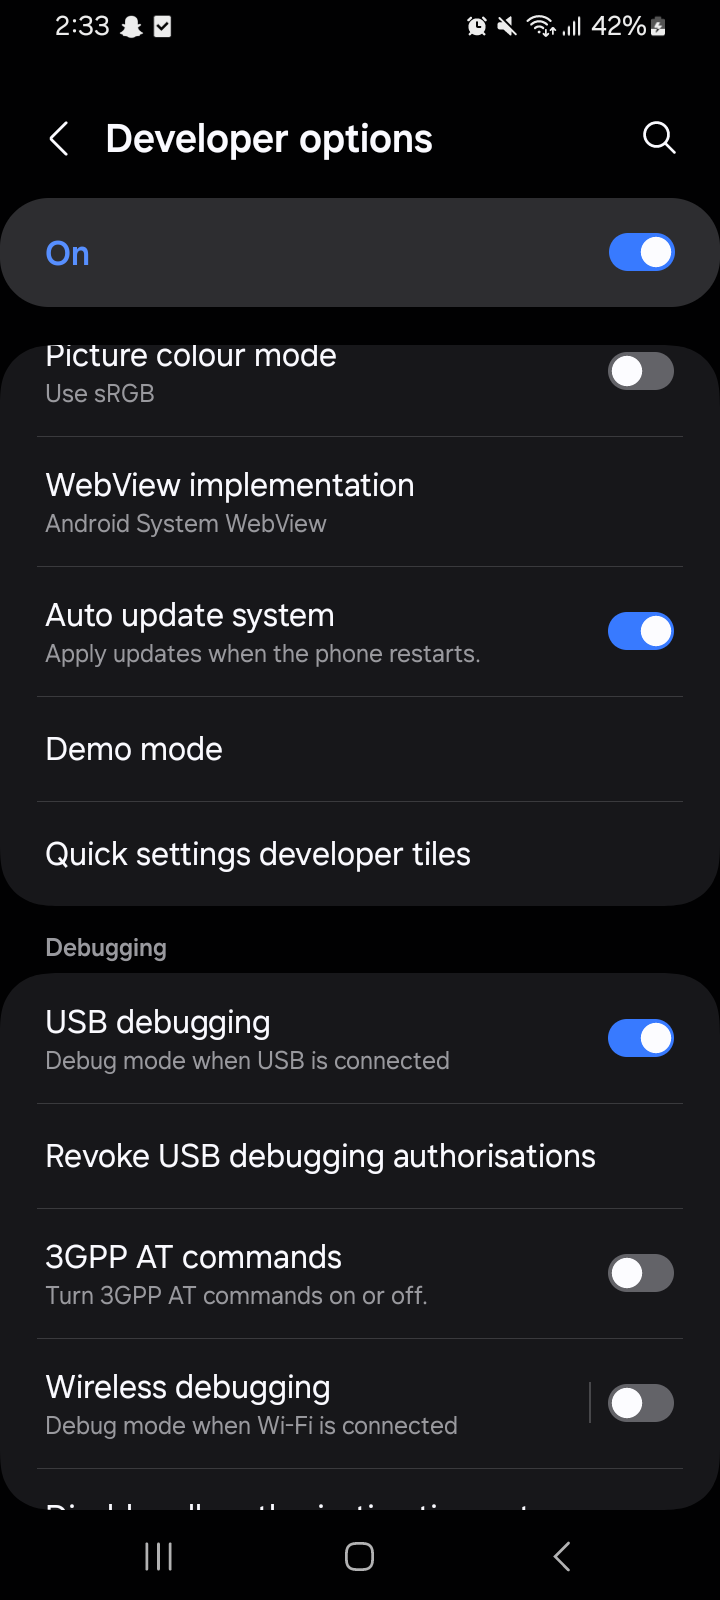 2:33
42%
Developer options
On
Picture colour mode
Use sRGB
WebView implementation
Android System WebView
Auto update system
Apply updates when the phone restarts.
Demo mode
Quick settings developer tiles
Debugging
USB debugging
Debug mode when USB is connected
Revoke USB debugging authorisations
3GPP AT commands
Turn 3GPP AT commands on or off.
Wireless debugging
Debug mode when Wi-Fi is connected